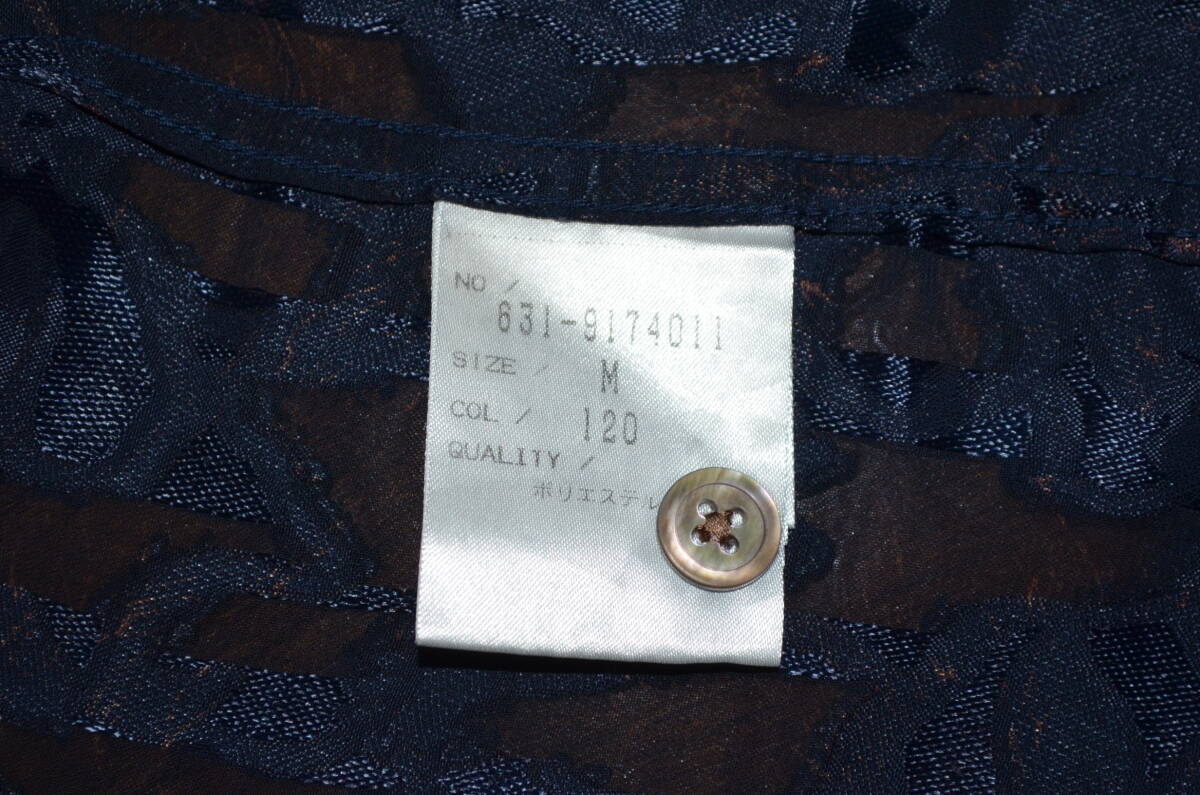 NO /
631-9174011
SIZE / M
COL / 120
QUALITY /
ポリエステル